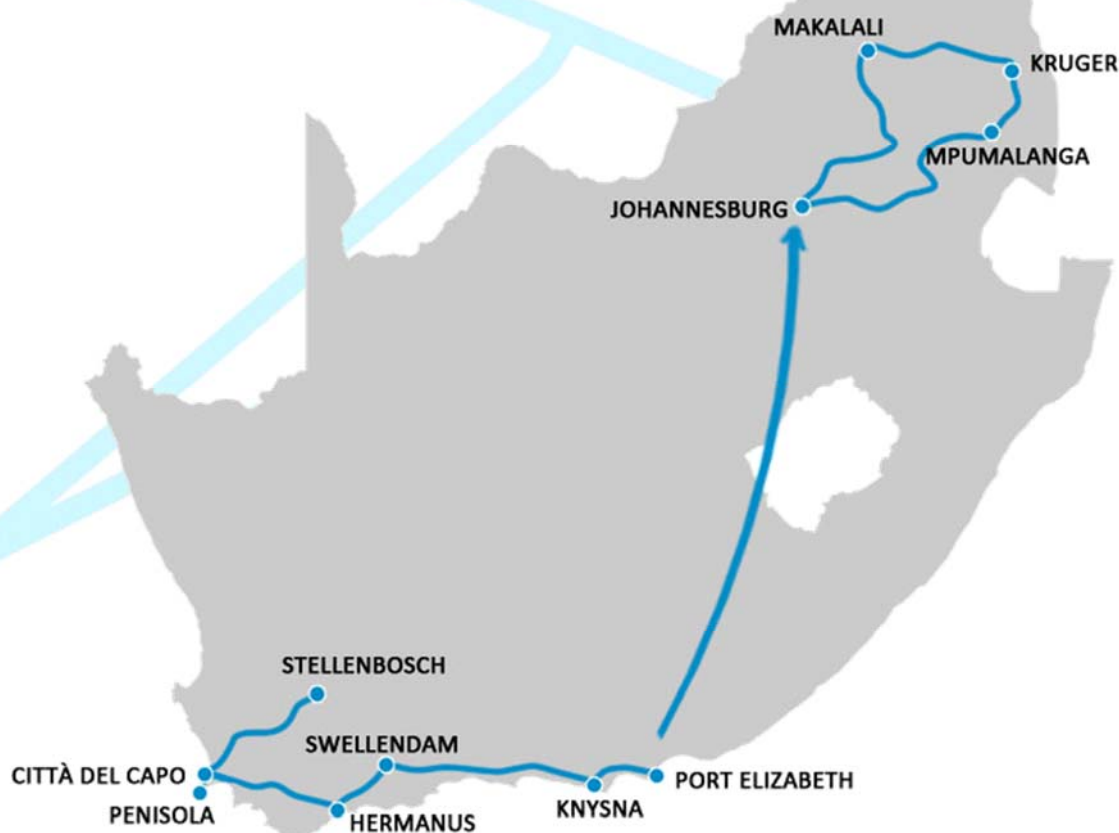 MAKALALI
KRUGER
MPUMALANGA
JOHANNESBURG
STELLENBOSCH
SWELLENDAM
CITTÀ DEL CAPO
PORT ELIZABETH
PENISOLA
KNYSNA
HERMANUS